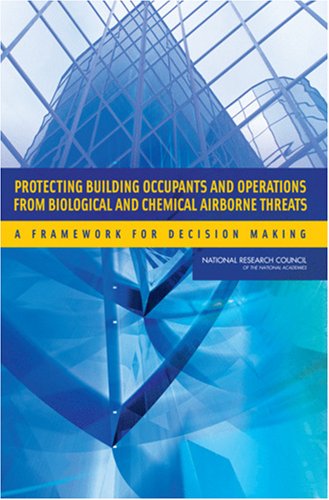 PROTECTING BUILDING OCCUPANTS AND OPERATIONS
FROM BIOLOGICAL AND CHEMICAL AIRBORNE THREATS
A FRAMEWORK FOR DECISION MAKING
NATIONAL RESEARCH COUNCIL
OF THE NATIONAL ACADEMIES